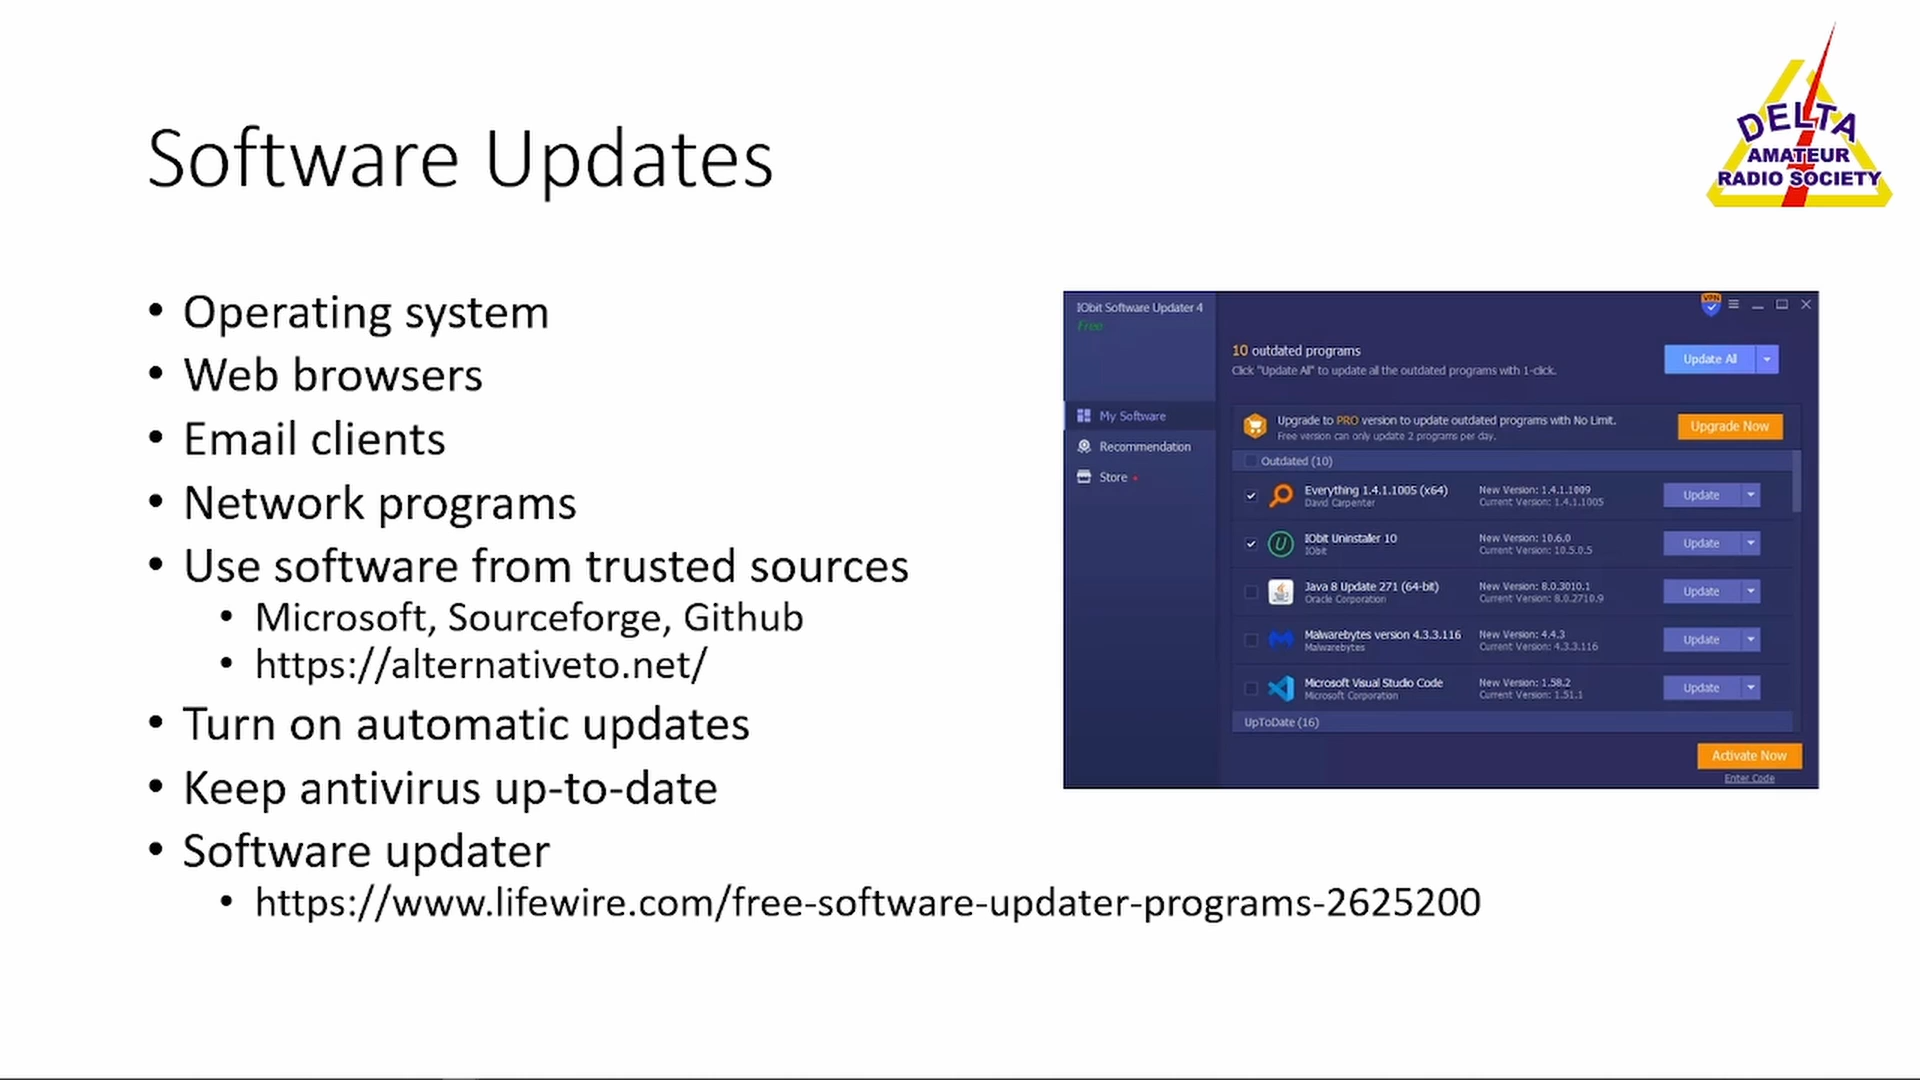 DELTA
AMATEUR
RADIO SOCIETY
Software Updates
• Operating system
• Web browsers
• Email clients
• Network programs
• Use software from trusted sources
• Microsoft, Sourceforge, Github
• https://alternativeto.net/
• Turn on automatic updates
• Keep antivirus up-to-date
• Software updater
• https://www.lifewire.com/free-software-updater-programs-2625200
IObit Software Updater 4
Free
VPN
My Software
Recommendation
Store
10 outdated programs
Click "Update All" to update all the outdated programs with 1-click.
Update All
Upgrade to PRO version to update outdated programs with No Limit.
Free version can only update 2 programs per day.
Upgrade Now
Outdated (10)
Everything 1.4.1.1005 (x64)
David Carpenter
New Version: 1.4.1.1009
Current Version: 1.4.1.1005
Update
IObit Uninstaller 10
IObit
New Version: 10.6.0
Current Version: 10.5.0.5
Update
Java 8 Update 271 (64-bit)
Oracle Corporation
New Version: 8.0.3010.1
Current Version: 8.0.2710.9
Update
Malwarebytes version 4.3.3.116
Malwarebytes
New Version: 4.4.3
Current Version: 4.3.3.116
Update
Microsoft Visual Studio Code
Microsoft Corporation
New Version: 1.58.2
Current Version: 1.51.1
Update
UpToDate (16)
Activate Now
Enter Code